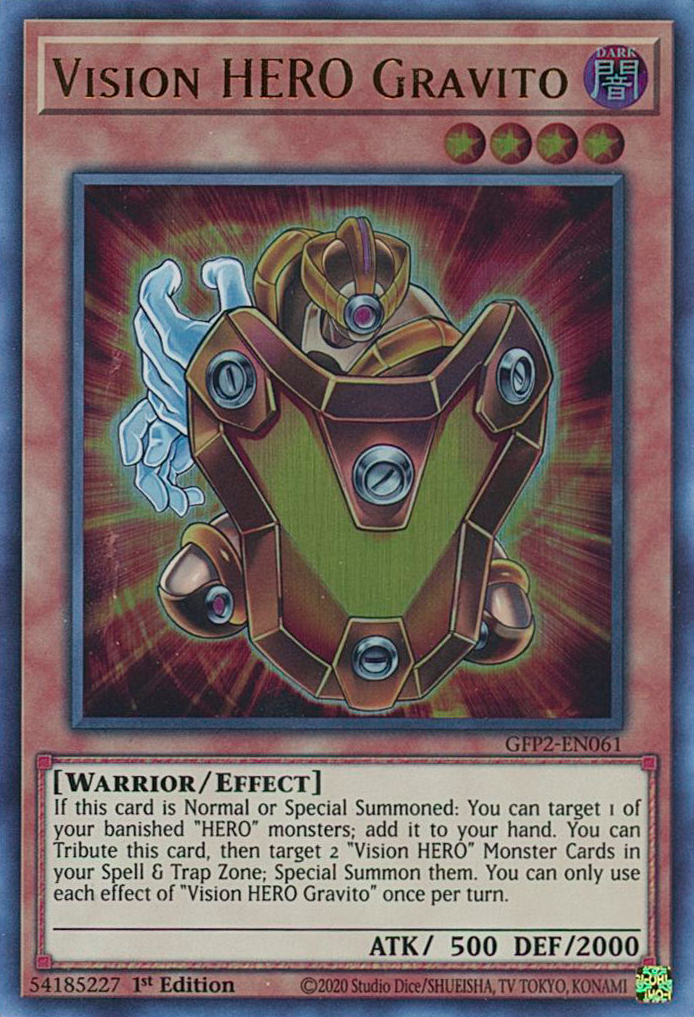 Vision HERO Gravito
DARK
闇
GFP2-EN061
[Warrior/Effect]
If this card is Normal or Special Summoned: You can target 1 of
your banished "HERO" monsters; add it to your hand. You can
Tribute this card, then target 2 "Vision HERO" Monster Cards in
your Spell & Trap Zone; Special Summon them. You can only use
each effect of "Vision HERO Gravito" once per turn.
ATK/ 500 DEF/2000
54185227 1st Edition ©2020 Studio Dice/SHUEISHA, TV TOKYO, KONAMI